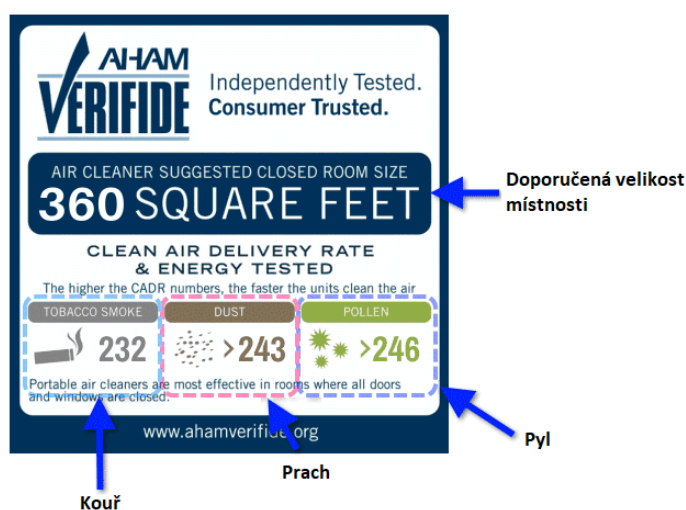 AHAM
VERIFIDE
Independently Tested.
Consumer Trusted.
AIR CLEANER SUGGESTED CLOSED ROOM SIZE
360 SQUARE FEET
Doporučená velikost
místnosti
CLEAN AIR DELIVERY RATE
& ENERGY TESTED
The higher the CADR numbers, the faster the units clean the air
TOBACCO SMOKE
DUST
POLLEN
232
>243
>246
Portable air cleaners are most effective in rooms where all doors
and windows are closed.
www.ahamverifide.org
Pyl
Prach
Kouř